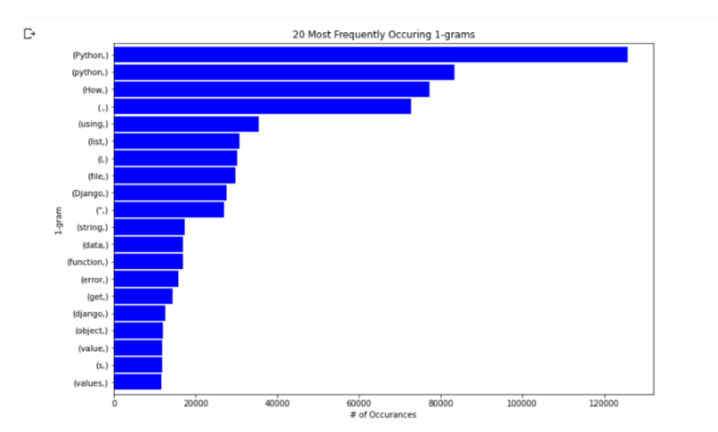 20 Most Frequently Occuring 1-grams
(Python,)
(python,)
(How,)
(.,)
(using,)
(list,)
(I,)
(file,)
(Django,)
(",)
(string,)
(data,)
(function,)
(error,)
(get,)
(django,)
(object,)
(value,)
(s,)
(values,)
1-gram
0 20000 40000 60000 80000 100000 120000
# of Occurances